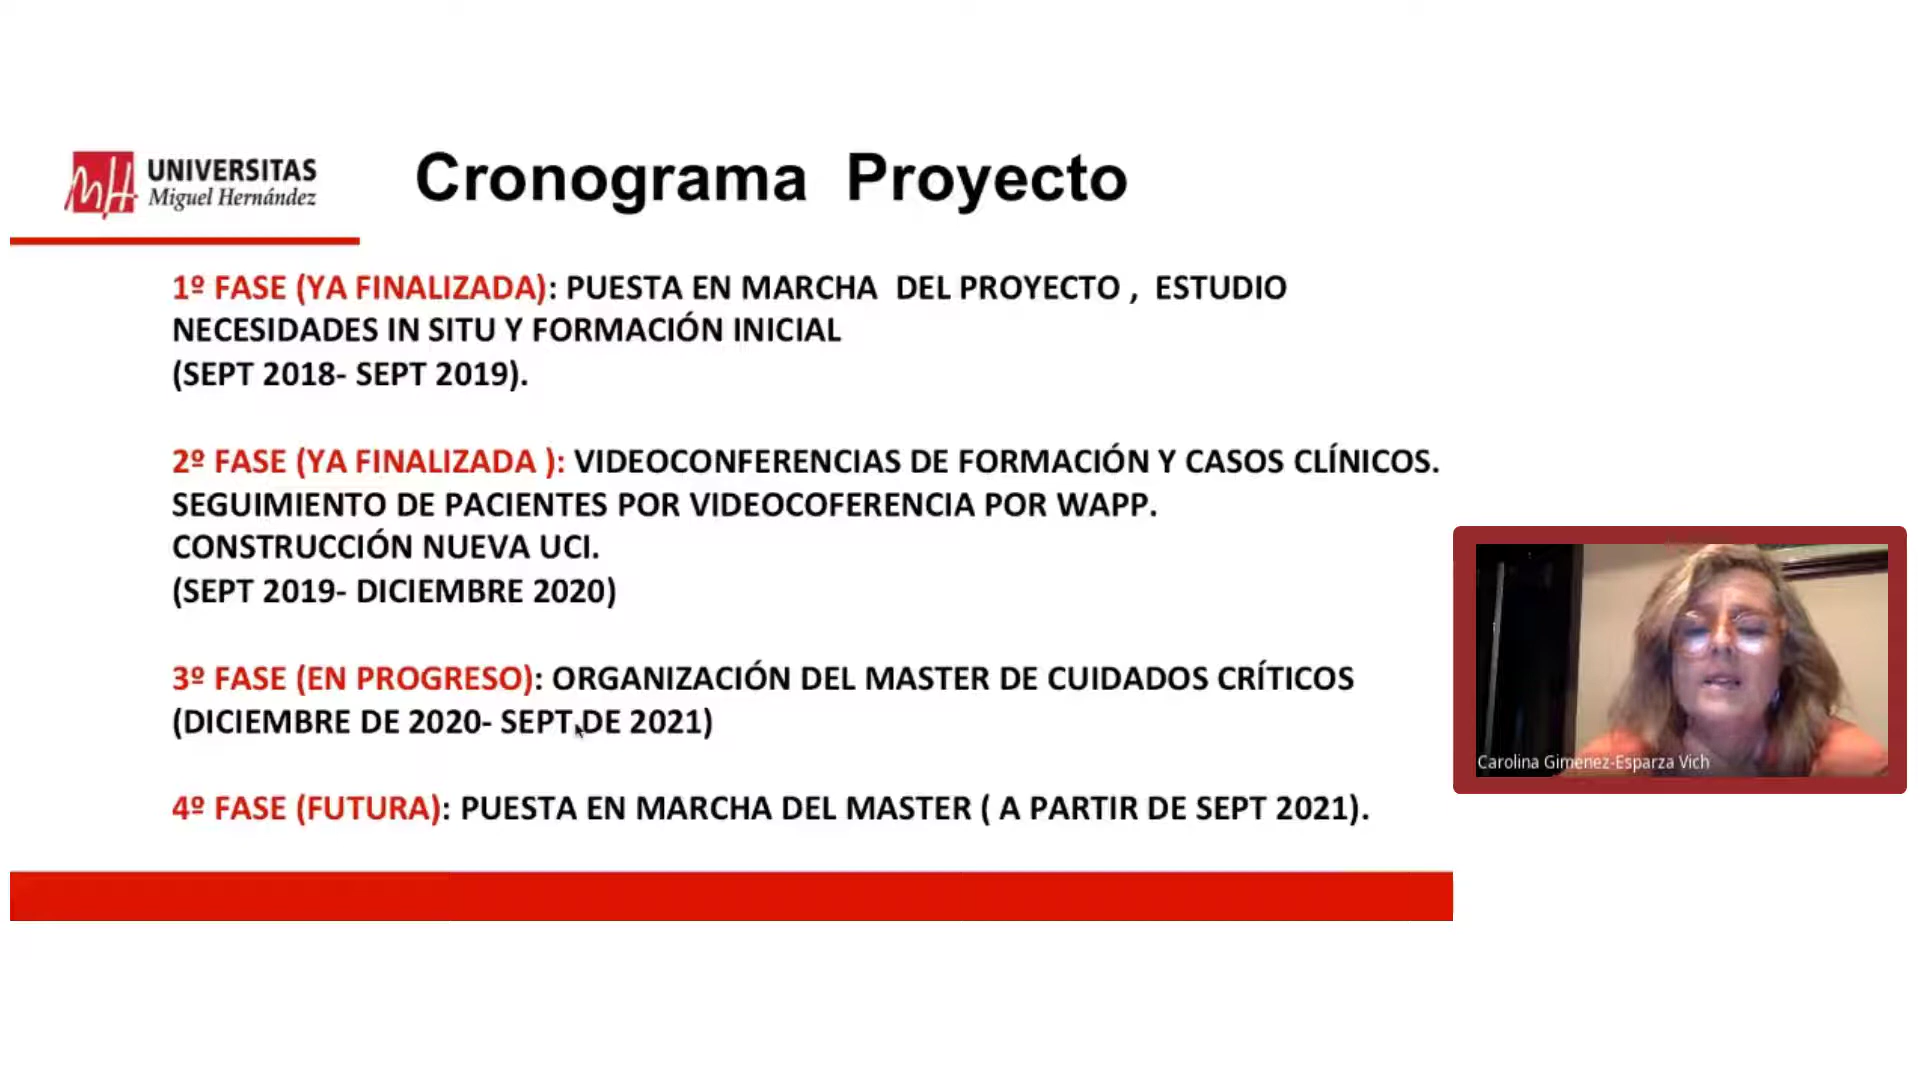 UNIVERSITAS
Miguel Hernández
Cronograma Proyecto
1º FASE (YA FINALIZADA): PUESTA EN MARCHA DEL PROYECTO , ESTUDIO
NECESIDADES IN SITU Y FORMACIÓN INICIAL
(SEPT 2018- SEPT 2019).
2º FASE (YA FINALIZADA ): VIDEOCONFERENCIAS DE FORMACIÓN Y CASOS CLÍNICOS.
SEGUIMIENTO DE PACIENTES POR VIDEOCOFERENCIA POR WAPP.
CONSTRUCCIÓN NUEVA UCI.
(SEPT 2019- DICIEMBRE 2020)
3º FASE (EN PROGRESO): ORGANIZACIÓN DEL MASTER DE CUIDADOS CRÍTICOS
(DICIEMBRE DE 2020- SEPT DE 2021)
4º FASE (FUTURA): PUESTA EN MARCHA DEL MASTER ( A PARTIR DE SEPT 2021).
Carolina Gimenez-Esparza Vich